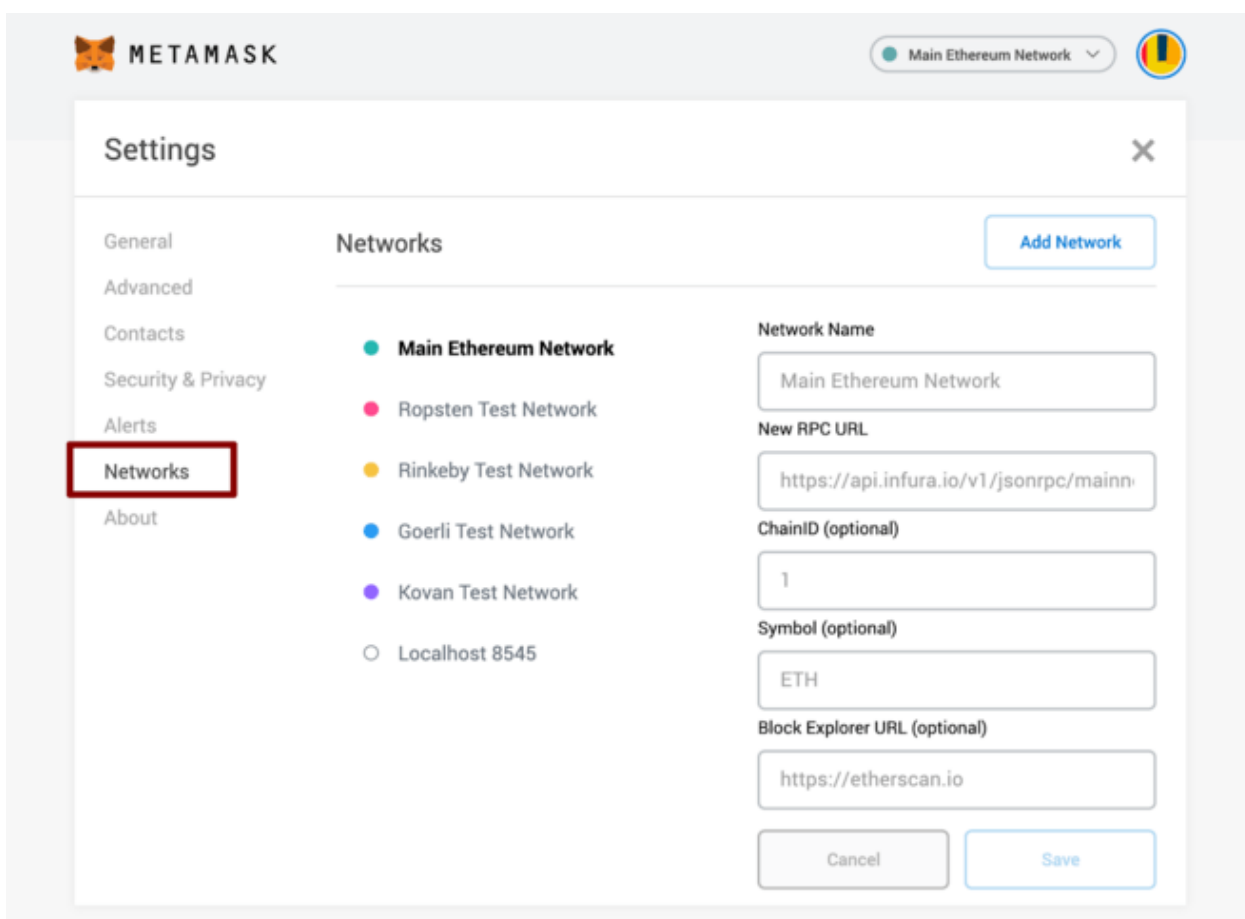 METAMASK
Main Ethereum Network
Settings
General
Advanced
Contacts
Security & Privacy
Alerts
Networks
About
Networks
Add Network
Main Ethereum Network
Ropsten Test Network
Rinkeby Test Network
Goerli Test Network
Kovan Test Network
Localhost 8545
Network Name
Main Ethereum Network
New RPC URL
https://api.infura.io/v1/jsonrpc/mainn
ChainID (optional)
1
Symbol (optional)
ETH
Block Explorer URL (optional)
https://etherscan.io
Cancel
Save